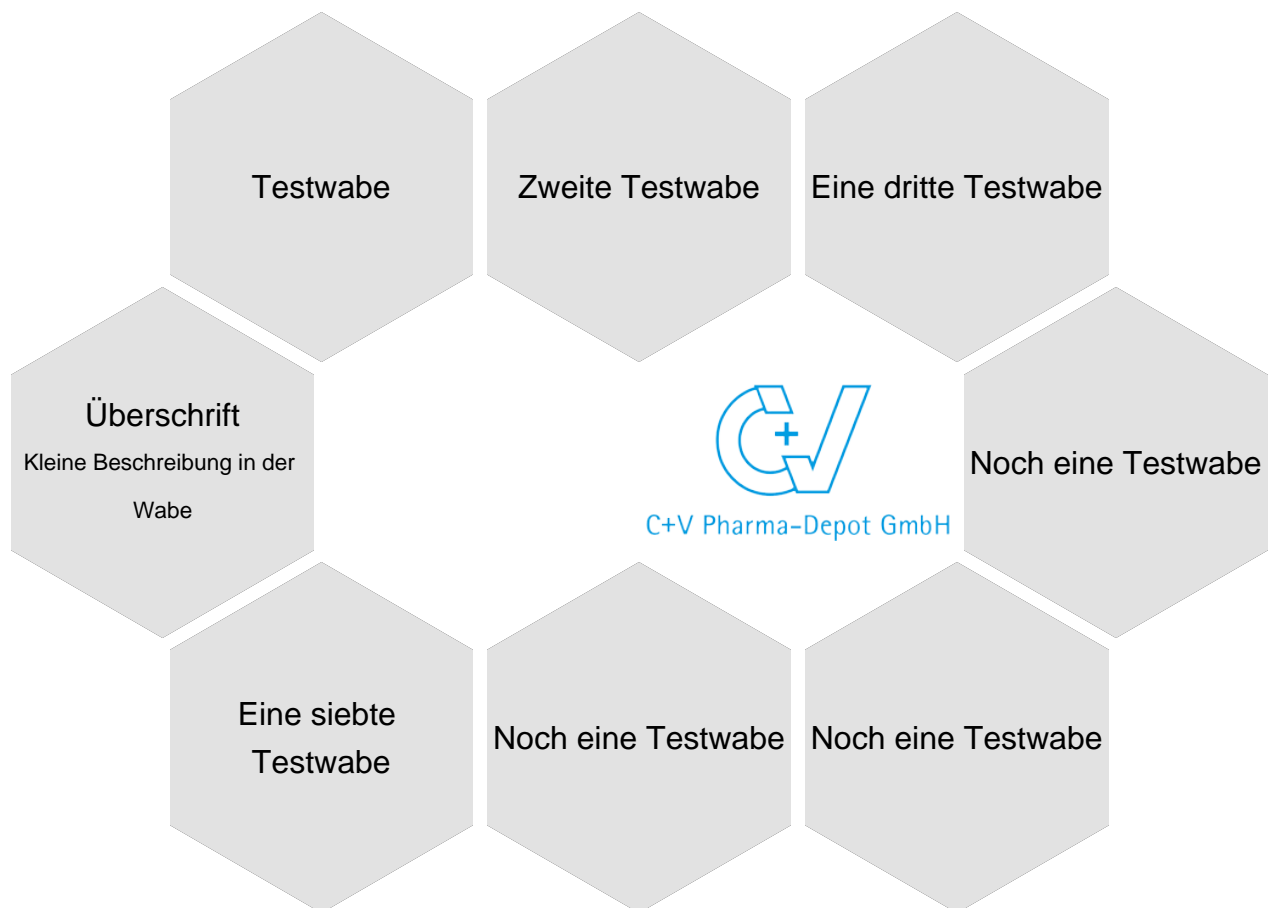 Testwabe
Zweite Testwabe
Eine dritte Testwabe
Überschrift
Kleine Beschreibung in der
Wabe
C+V
C+V Pharma-Depot GmbH
Noch eine Testwabe
Eine siebte
Testwabe
Noch eine Testwabe
Noch eine Testwabe